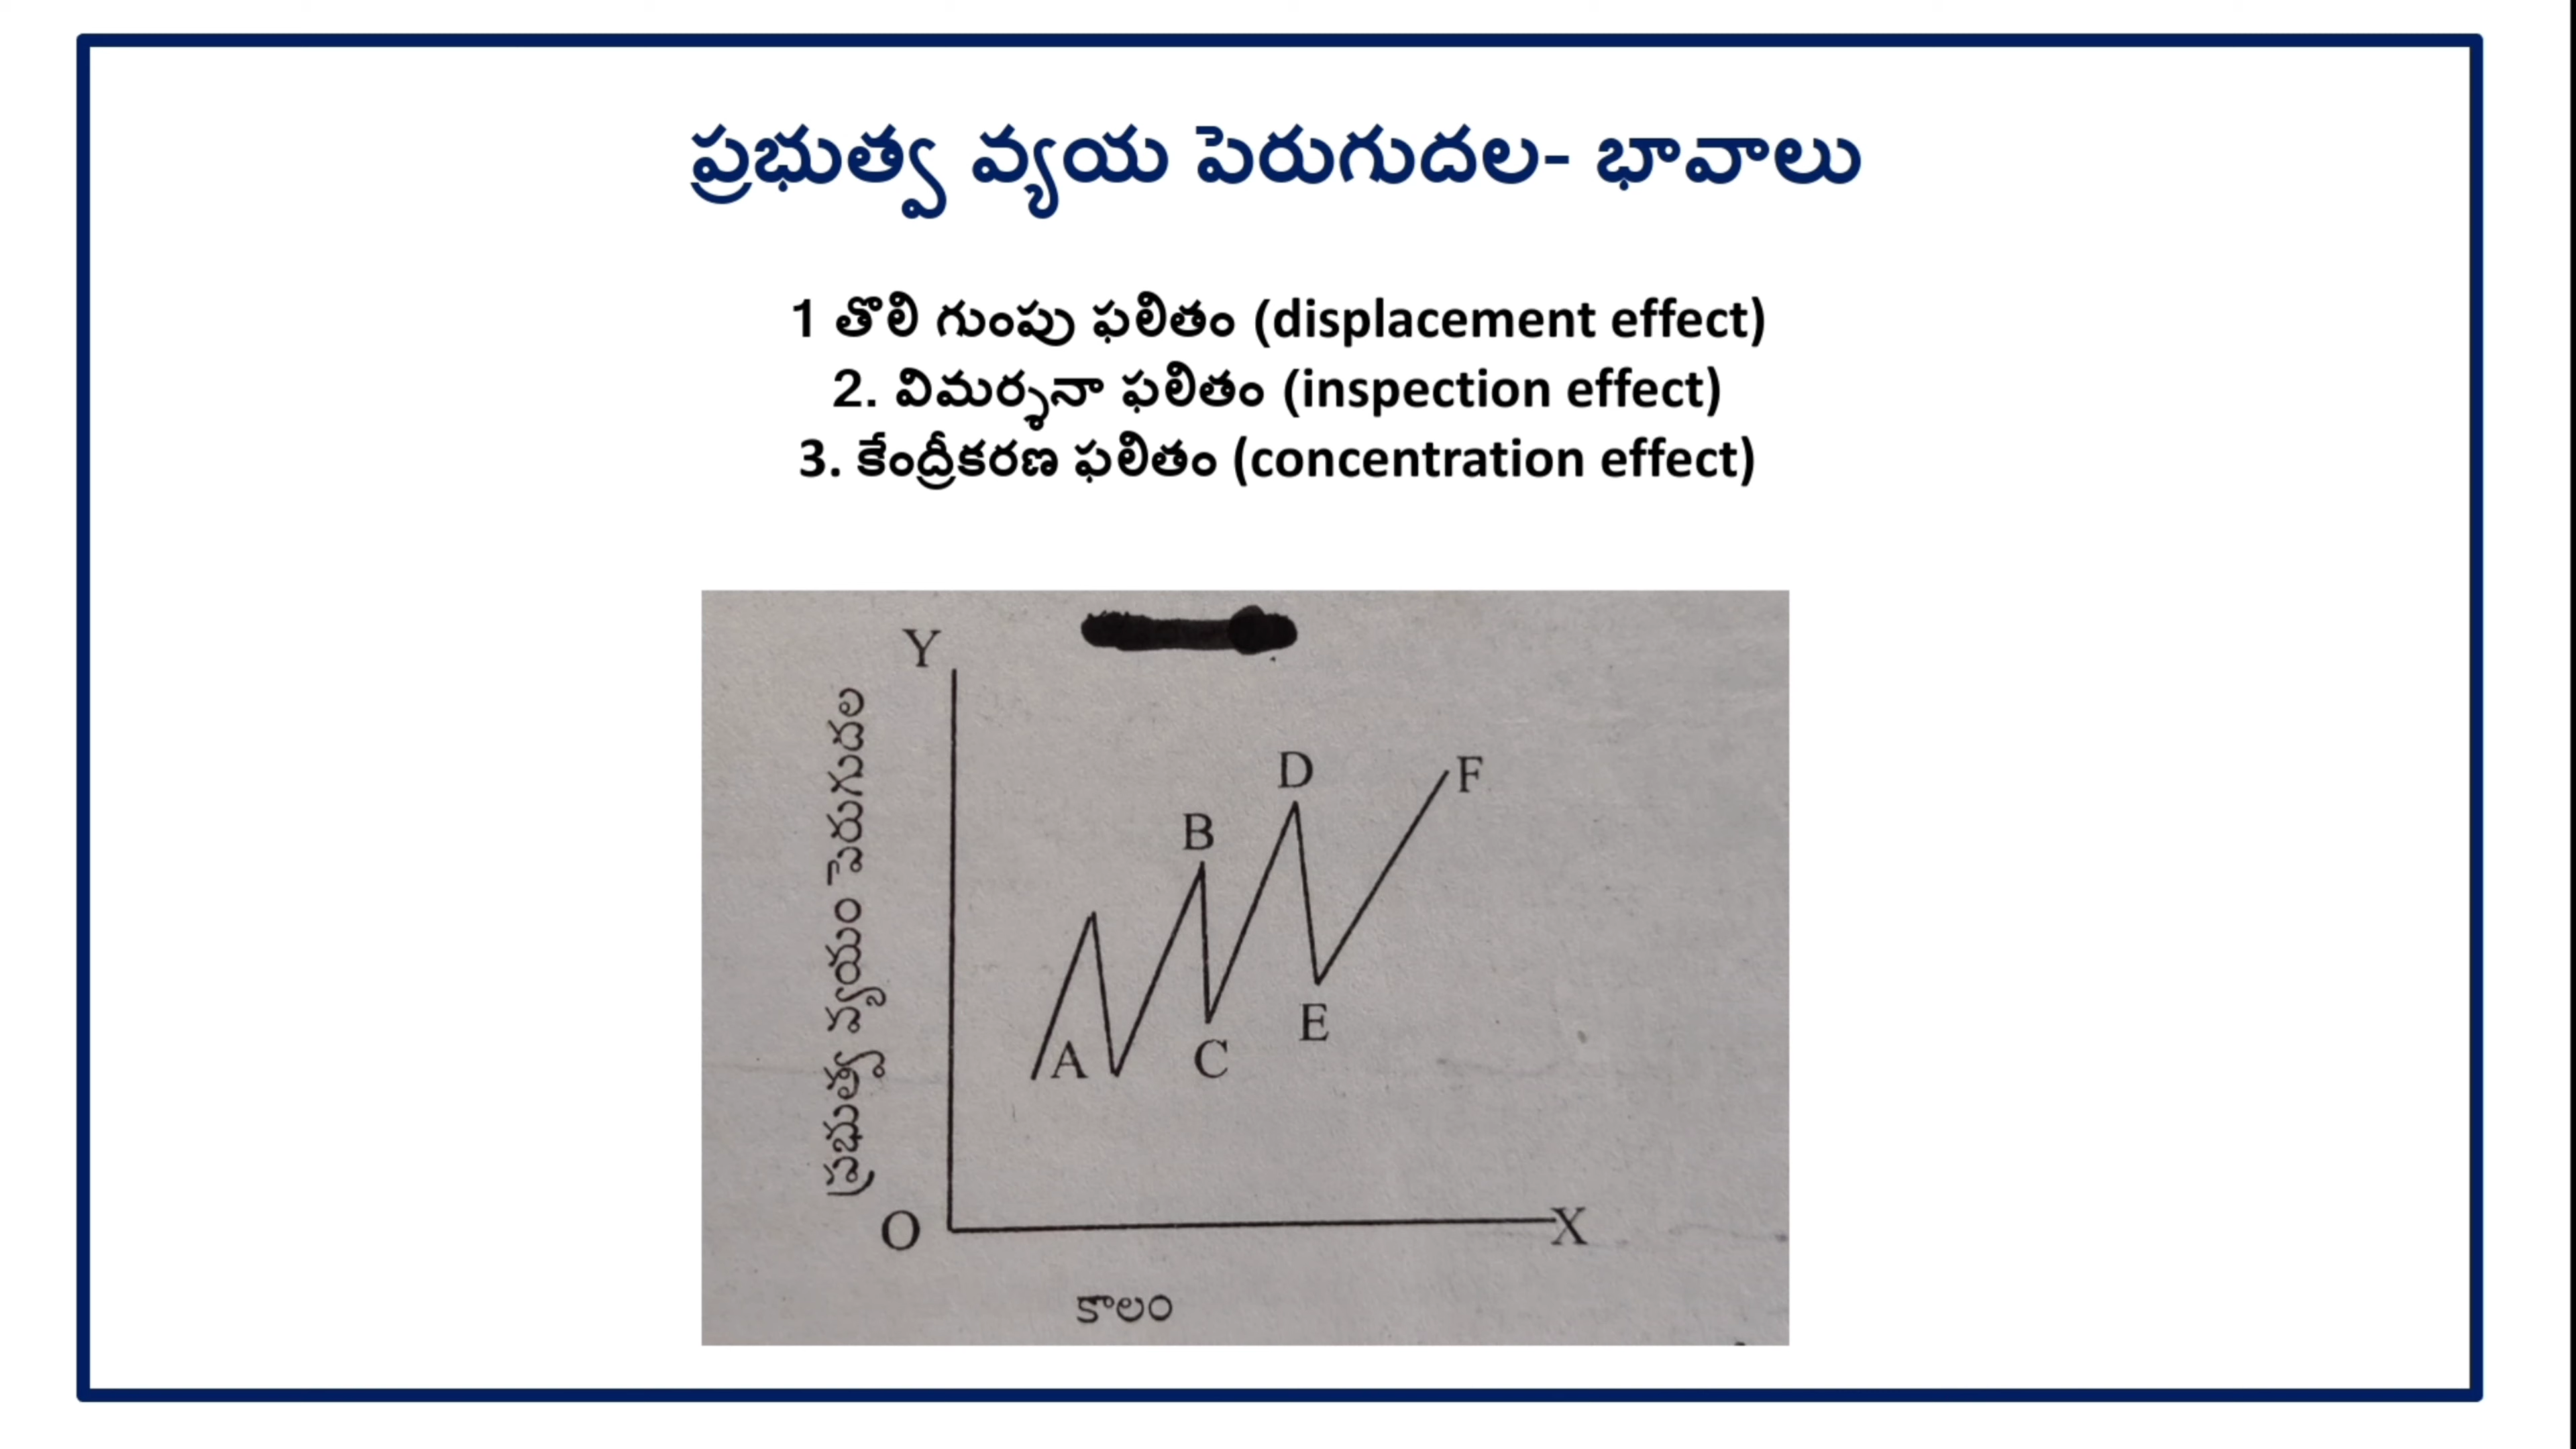 ప్రభుత్వ వ్యయ పెరుగుదల- భావాలు
1 తొలి గుంపు ఫలితం (displacement effect)
2. విమర్శనా ఫలితం (inspection effect)
3. కేంద్రీకరణ ఫలితం (concentration effect)
Y
ప్రభుత్వ వ్యయం పెరుగుదల
D
F
B
E
A
C
O
X
కాలం